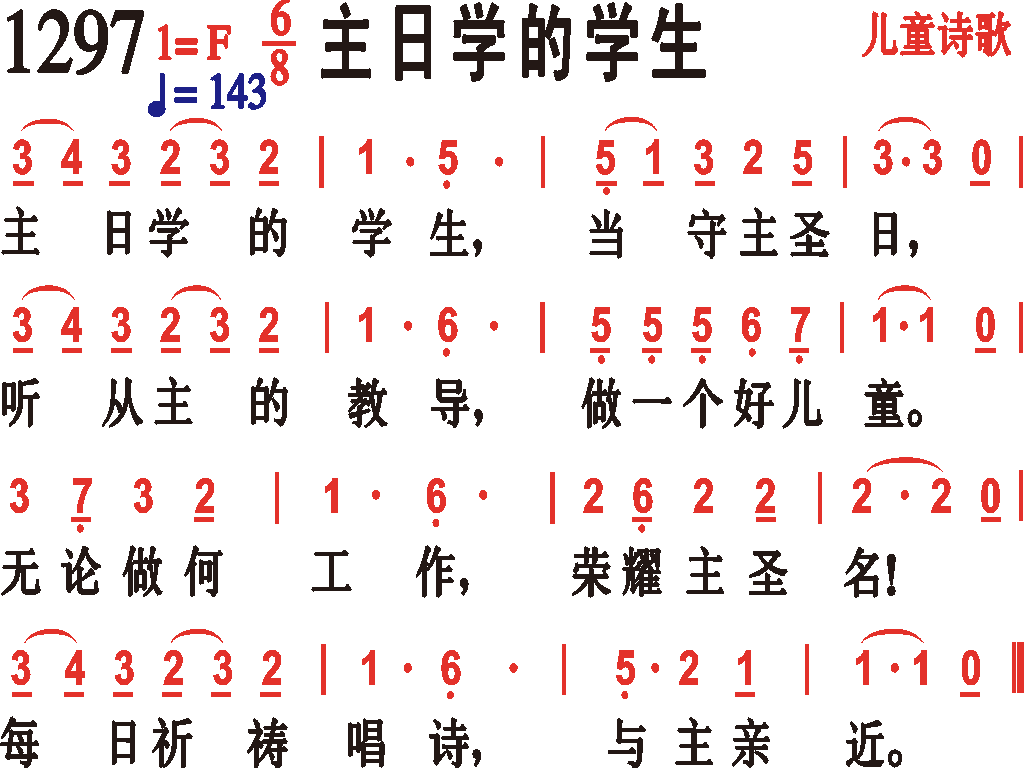 1297 1=F 6/8 主日学的学生 儿童诗歌
♩= 143
3 4 3 2 3 2 | 1 · 5 · | 5 1 3 2 5 | 3·3 0 |
主 日学 的 学 生, 当 守主圣 日,
3 4 3 2 3 2 | 1 · 6 · | 5 5 5 6 7 | 1·1 0 |
听 从主 的 教 导, 做一个好儿 童。
3 7 3 2 | 1 · 6 · | 2 6 2 2 | 2 · 2 0 |
无论做何 工 作, 荣耀主圣 名!
3 4 3 2 3 2 | 1 · 6 · | 5·2 1 | 1·1 0 ‖
每 日祈 祷 唱 诗, 与主亲 近。